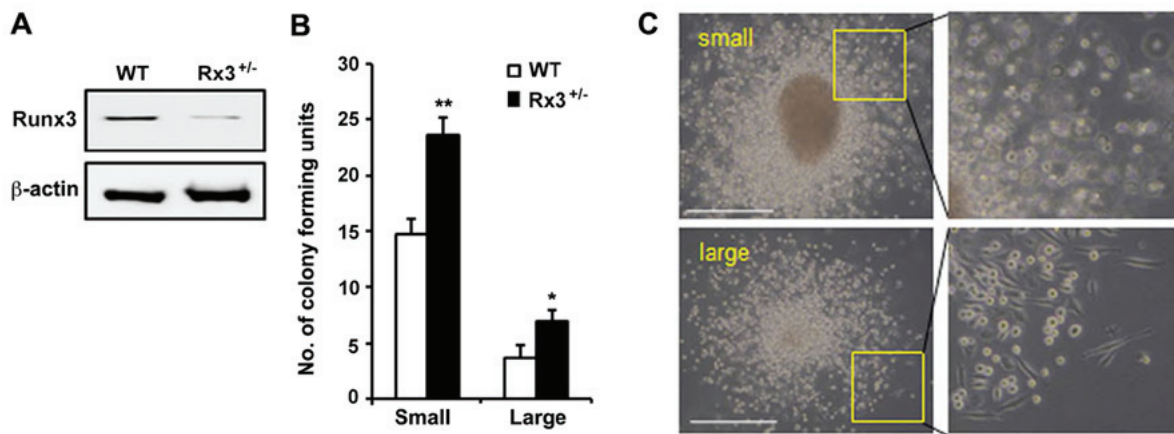 A
WT Rx3+/-
Runx3
β-actin
B
No. of colony forming units
30
25
20
15
10
5
0
WT
Rx3+/-
**
*
Small Large
C
small
large